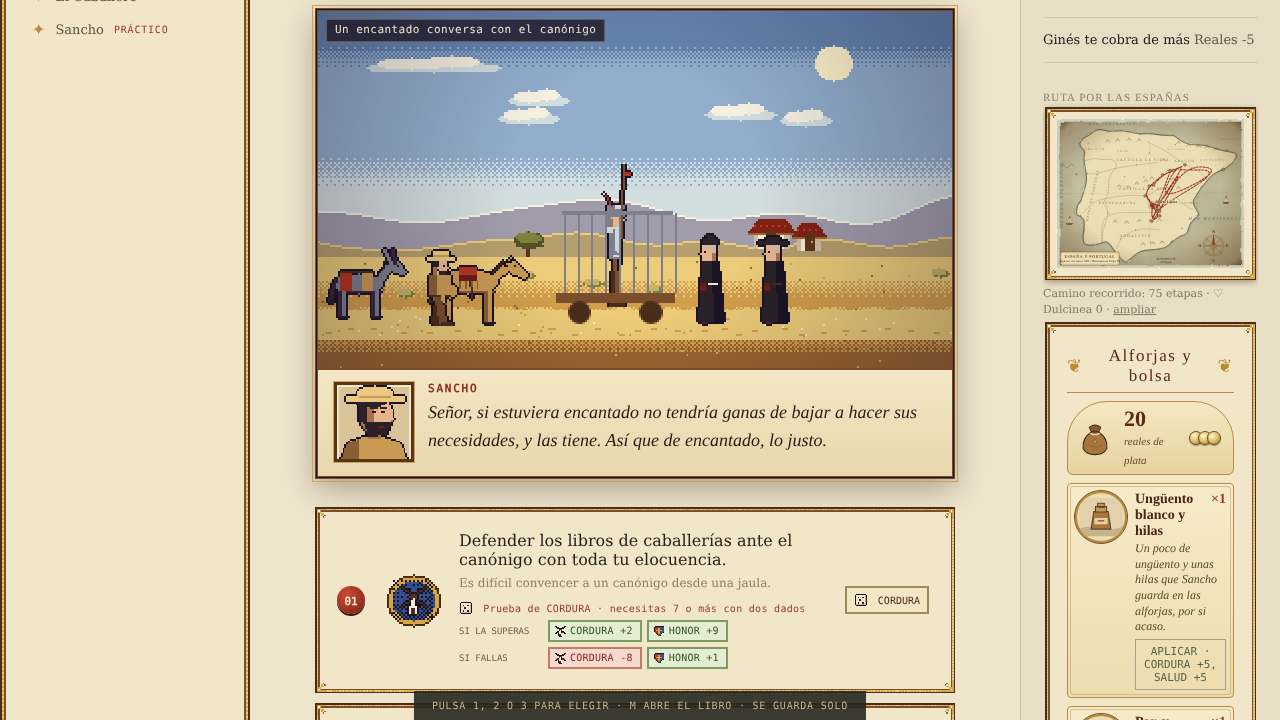 Sancho PRÁCTICO
Un encantado conversa con el canónigo
SANCHO
Señor, si estuviera encantado no tendría ganas de bajar a hacer sus
necesidades, y las tiene. Así que de encantado, lo justo.
01
Defender los libros de caballerías ante el
canónigo con toda tu elocuencia.
Es difícil convencer a un canónigo desde una jaula.
Prueba de CORDURA · necesitas 7 o más con dos dados
CORDURA
SI LA SUPERAS CORDURA +2 HONOR +9
SI FALLAS CORDURA -8 HONOR +1
PULSA 1, 2 O 3 PARA ELEGIR · M ABRE EL LIBRO · SE GUARDA SOLO
Ginés te cobra de más Reales -5
RUTA POR LAS ESPAÑAS
Camino recorrido: 75 etapas · ♡
Dulcinea 0 · ampliar
Alforjas y
bolsa
20
reales de
plata
Ungüento ×1
blanco y
hilas
Un poco de
ungüento y unas
hilas que Sancho
guarda en las
alforjas, por si
acaso.
APLICAR ·
CORDURA +5,
SALUD +5